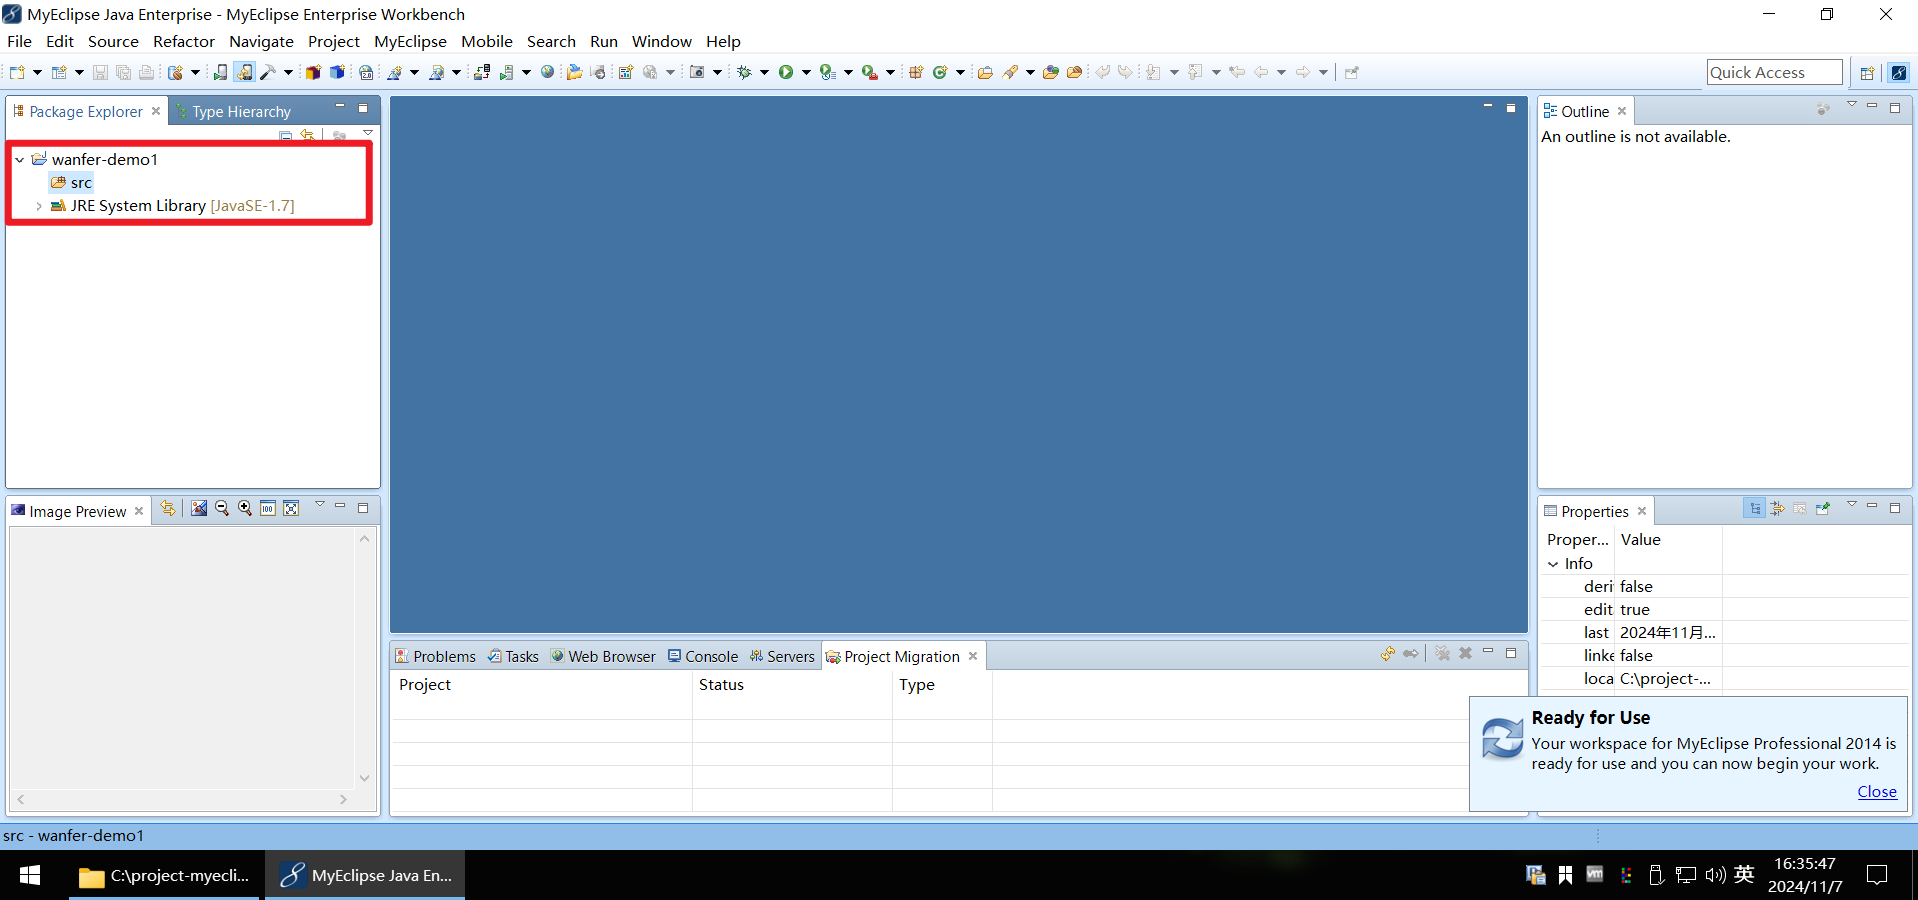 MyEclipse Java Enterprise - MyEclipse Enterprise Workbench
File Edit Source Refactor Navigate Project MyEclipse Mobile Search Run Window Help
Quick Access
Package Explorer
Type Hierarchy
wanfer-demo1
src
JRE System Library [JavaSE-1.7]
Outline
An outline is not available.
Image Preview
Problems Tasks Web Browser Console Servers Project Migration
Project Status Type
Properties
Proper... Value
Info
deri false
edit true
last 2024年11月...
linke false
loca C:\project-...
Ready for Use
Your workspace for MyEclipse Professional 2014 is
ready for use and you can now begin your work.
Close
src - wanfer-demo1
C:\project-myecli...
MyEclipse Java En...
英
16:35:47
2024/11/7